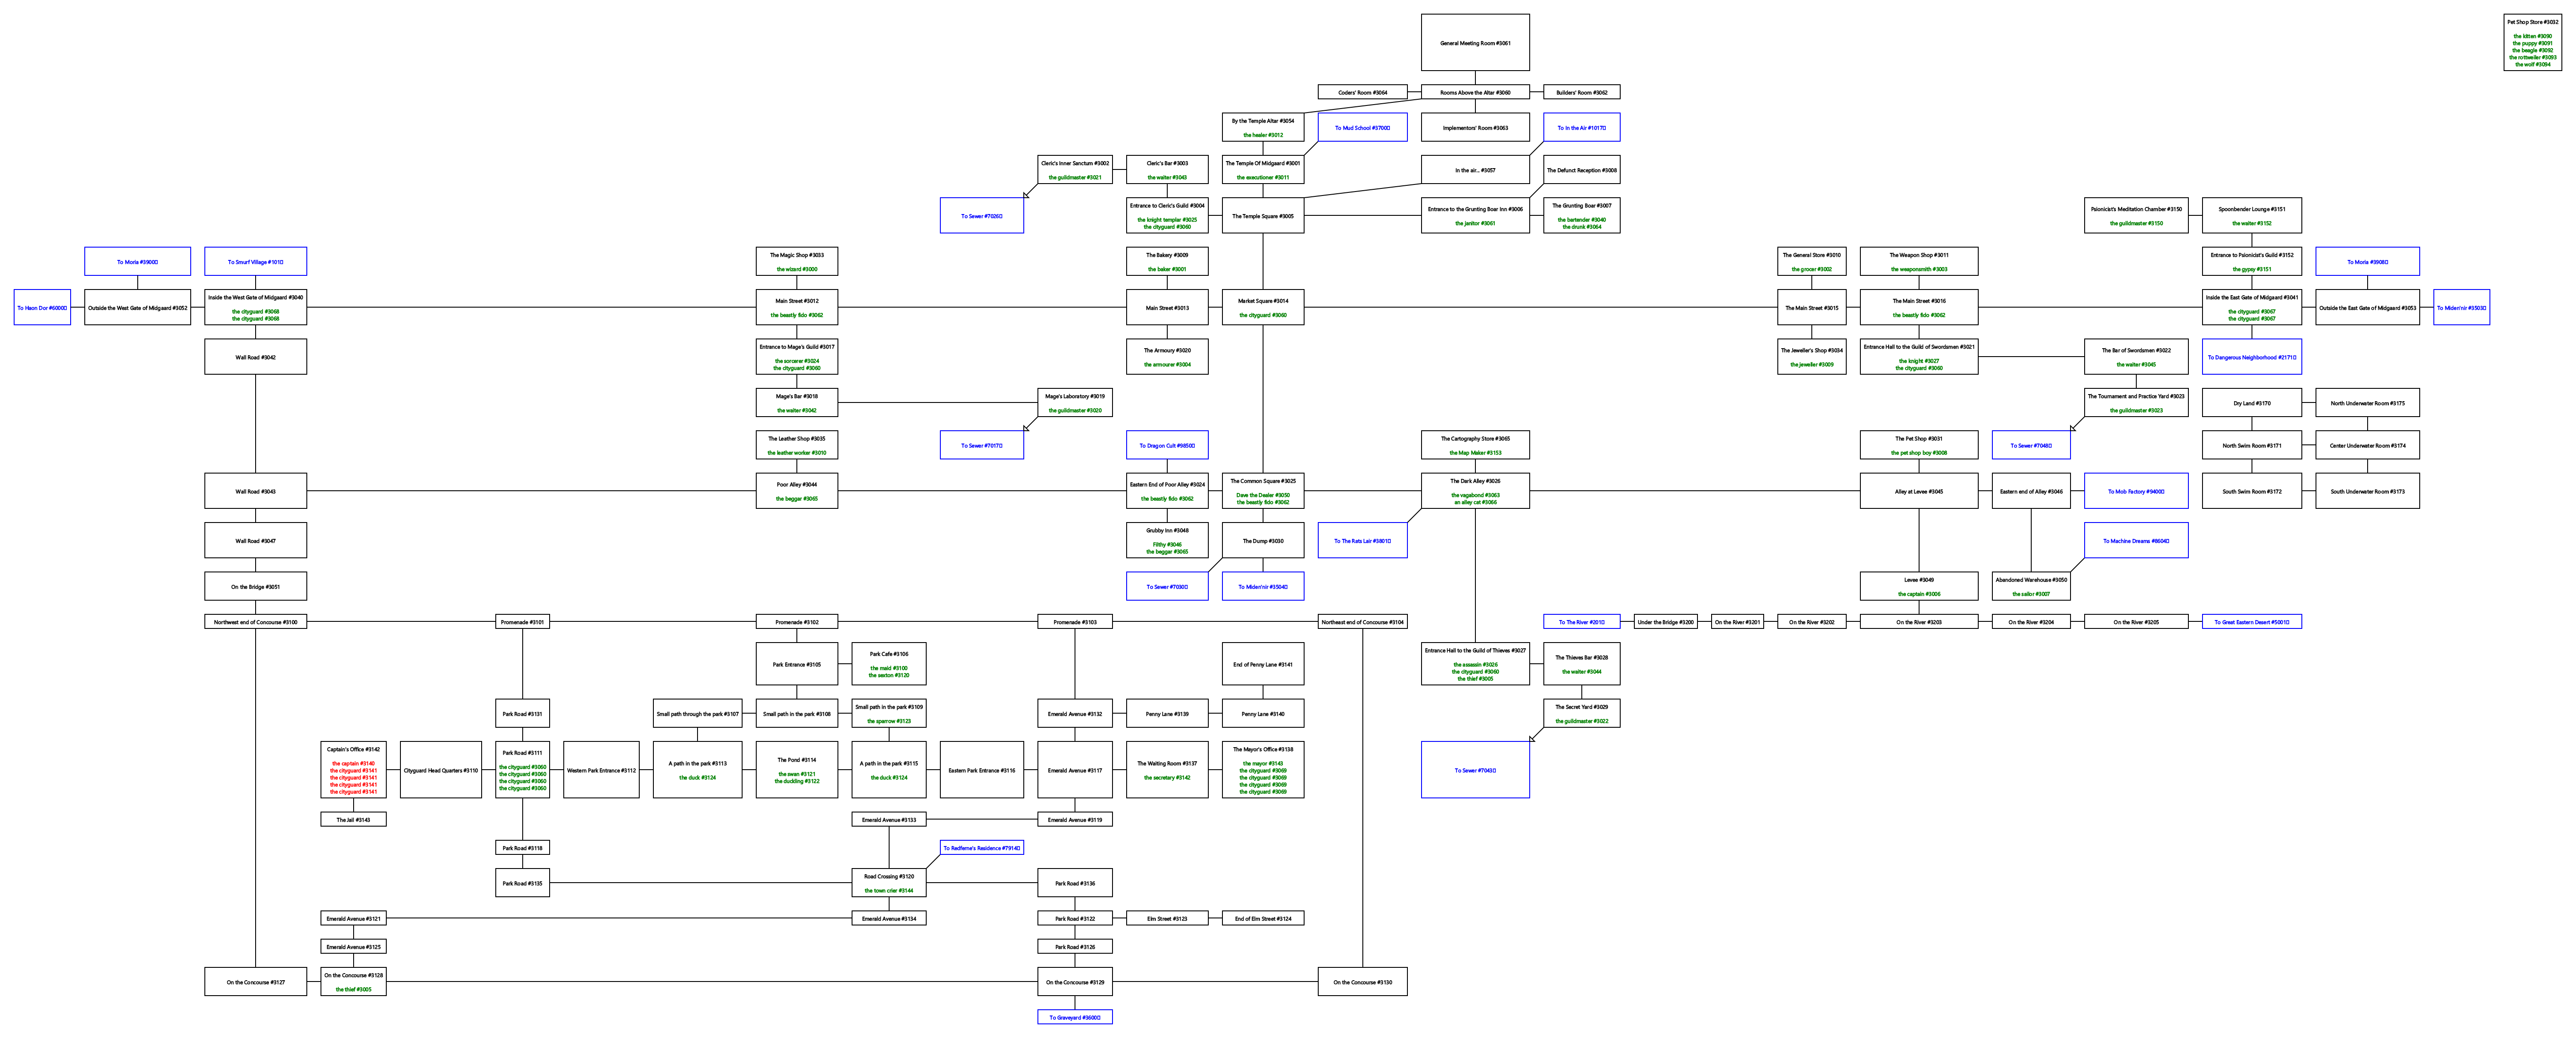 Pet Shop Store #3032
the kitten #3090
the puppy #3091
the beagle #3092
the rottweiler #3093
the wolf #3094
General Meeting Room #3061
Coders' Room #3064
Rooms Above the Altar #3060
Builders' Room #3062
By the Temple Altar #3054
the healer #3012
To Mud School #3700
Implementors' Room #3063
To In the Air #1017
Cleric's Inner Sanctum #3002
the guildmaster #3021
Cleric's Bar #3003
the waiter #3043
The Temple Of Midgaard #3001
the executioner #3011
In the air... #3057
The Defunct Reception #3008
To Sewer #7026
Entrance to Cleric's Guild #3004
the knight templar #3025
the cityguard #3060
The Temple Square #3005
Entrance to the Grunting Boar Inn #3006
the janitor #3061
The Grunting Boar #3007
the bartender #3040
the drunk #3064
Psionicist's Meditation Chamber #3150
the guildmaster #3150
Spoonbender Lounge #3151
the waiter #3152
To Moria #3900
To Smurf Village #101
The Magic Shop #3033
the wizard #3000
The Bakery #3009
the baker #3001
The General Store #3010
the grocer #3002
The Weapon Shop #3011
the weaponsmith #3003
Entrance to Psionicist's Guild #3152
the gypsy #3151
To Moria #3908
To Haon Dor #6000
Outside the West Gate of Midgaard #3052
Inside the West Gate of Midgaard #3040
the cityguard #3068
the cityguard #3068
Main Street #3012
the beastly fido #3062
Main Street #3013
Market Square #3014
the cityguard #3060
The Main Street #3015
The Main Street #3016
the beastly fido #3062
Inside the East Gate of Midgaard #3041
the cityguard #3067
the cityguard #3067
Outside the East Gate of Midgaard #3053
To Miden'nir #3503
Wall Road #3042
Entrance to Mage's Guild #3017
the sorcerer #3024
the cityguard #3060
The Armoury #3020
the armourer #3004
The Jeweller's Shop #3034
the jeweller #3009
Entrance Hall to the Guild of Swordsmen #3021
the knight #3027
the cityguard #3060
The Bar of Swordsmen #3022
the waiter #3045
To Dangerous Neighborhood #2171
Mage's Bar #3018
the waiter #3042
Mage's Laboratory #3019
the guildmaster #3020
The Tournament and Practice Yard #3023
the guildmaster #3023
Dry Land #3170
North Underwater Room #3175
The Leather Shop #3035
the leather worker #3010
To Sewer #7017
To Dragon Cult #9850
The Cartography Store #3065
the Map Maker #3153
The Pet Shop #3031
the pet shop boy #3008
To Sewer #7048
North Swim Room #3171
Center Underwater Room #3174
Wall Road #3043
Poor Alley #3044
the beggar #3065
Eastern End of Poor Alley #3024
the beastly fido #3062
The Common Square #3025
Dave the Dealer #3050
the beastly fido #3062
The Dark Alley #3026
the vagabond #3063
an alley cat #3066
Alley at Levee #3045
Eastern end of Alley #3046
To Mob Factory #9400
South Swim Room #3172
South Underwater Room #3173
Wall Road #3047
Grubby Inn #3048
Filthy #3046
the beggar #3065
The Dump #3030
To The Rats Lair #3801
To Machine Dreams #8604
On the Bridge #3051
To Sewer #7030
To Miden'nir #3504
Levee #3049
the captain #3006
Abandoned Warehouse #3050
the sailor #3007
Northwest end of Concourse #3100
Promenade #3101
Promenade #3102
Promenade #3103
Northeast end of Concourse #3104
To The River #201
Under the Bridge #3200
On the River #3201
On the River #3202
On the River #3203
On the River #3204
On the River #3205
To Great Eastern Desert #5001
Park Entrance #3105
Park Cafe #3106
the maid #3100
the sexton #3120
End of Penny Lane #3141
Entrance Hall to the Guild of Thieves #3027
the assassin #3026
the cityguard #3060
the thief #3005
The Thieves Bar #3028
the waiter #3044
Park Road #3131
Small path through the park #3107
Small path in the park #3108
Small path in the park #3109
the sparrow #3123
Emerald Avenue #3132
Penny Lane #3139
Penny Lane #3140
The Secret Yard #3029
the guildmaster #3022
Captain's Office #3142
the captain #3140
the cityguard #3141
the cityguard #3141
the cityguard #3141
the cityguard #3141
Cityguard Head Quarters #3110
Park Road #3111
the cityguard #3060
the cityguard #3060
the cityguard #3060
the cityguard #3060
Western Park Entrance #3112
A path in the park #3113
the duck #3124
The Pond #3114
the swan #3121
the duckling #3122
A path in the park #3115
the duck #3124
Eastern Park Entrance #3116
Emerald Avenue #3117
The Waiting Room #3137
the secretary #3142
The Mayor's Office #3138
the mayor #3143
the cityguard #3069
the cityguard #3069
the cityguard #3069
the cityguard #3069
To Sewer #7043
The Jail #3143
Emerald Avenue #3133
Emerald Avenue #3119
Park Road #3118
To Redferne's Residence #7914
Park Road #3135
Road Crossing #3120
the town crier #3144
Park Road #3136
Emerald Avenue #3121
Emerald Avenue #3134
Park Road #3122
Elm Street #3123
End of Elm Street #3124
Emerald Avenue #3125
Park Road #3126
On the Concourse #3127
On the Concourse #3128
the thief #3005
On the Concourse #3129
On the Concourse #3130
To Graveyard #3600